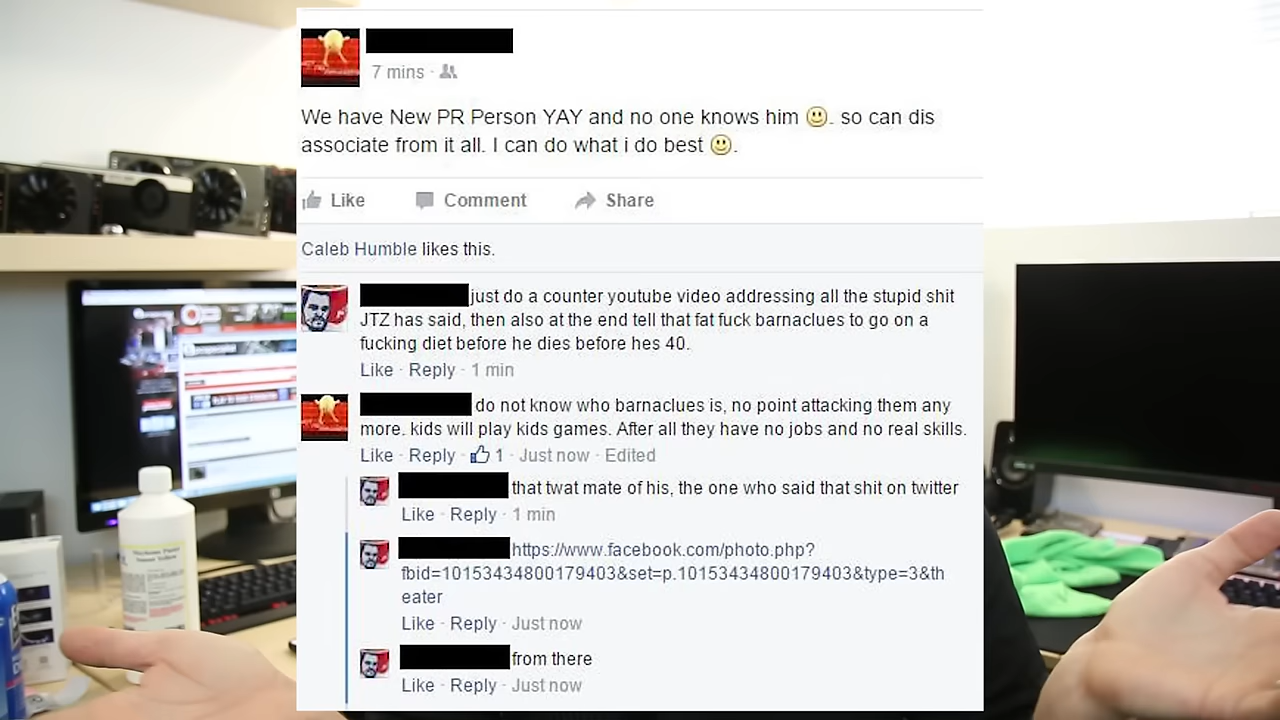 7 mins ·
We have New PR Person YAY and no one knows him 🙂. so can dis
associate from it all. I can do what i do best 🙂.
Like Comment Share
Caleb Humble likes this.
just do a counter youtube video addressing all the stupid shit
JTZ has said, then also at the end tell that fat fuck barnaclues to go on a
fucking diet before he dies before hes 40.
Like · Reply · 1 min
do not know who barnaclues is, no point attacking them any
more. kids will play kids games. After all they have no jobs and no real skills.
Like · Reply · 1 · Just now · Edited
that twat mate of his, the one who said that shit on twitter
Like · Reply · 1 min
https://www.facebook.com/photo.php?
fbid=10153434800179403&set=p.10153434800179403&type=3&th
eater
Like · Reply · Just now
from there
Like · Reply · Just now